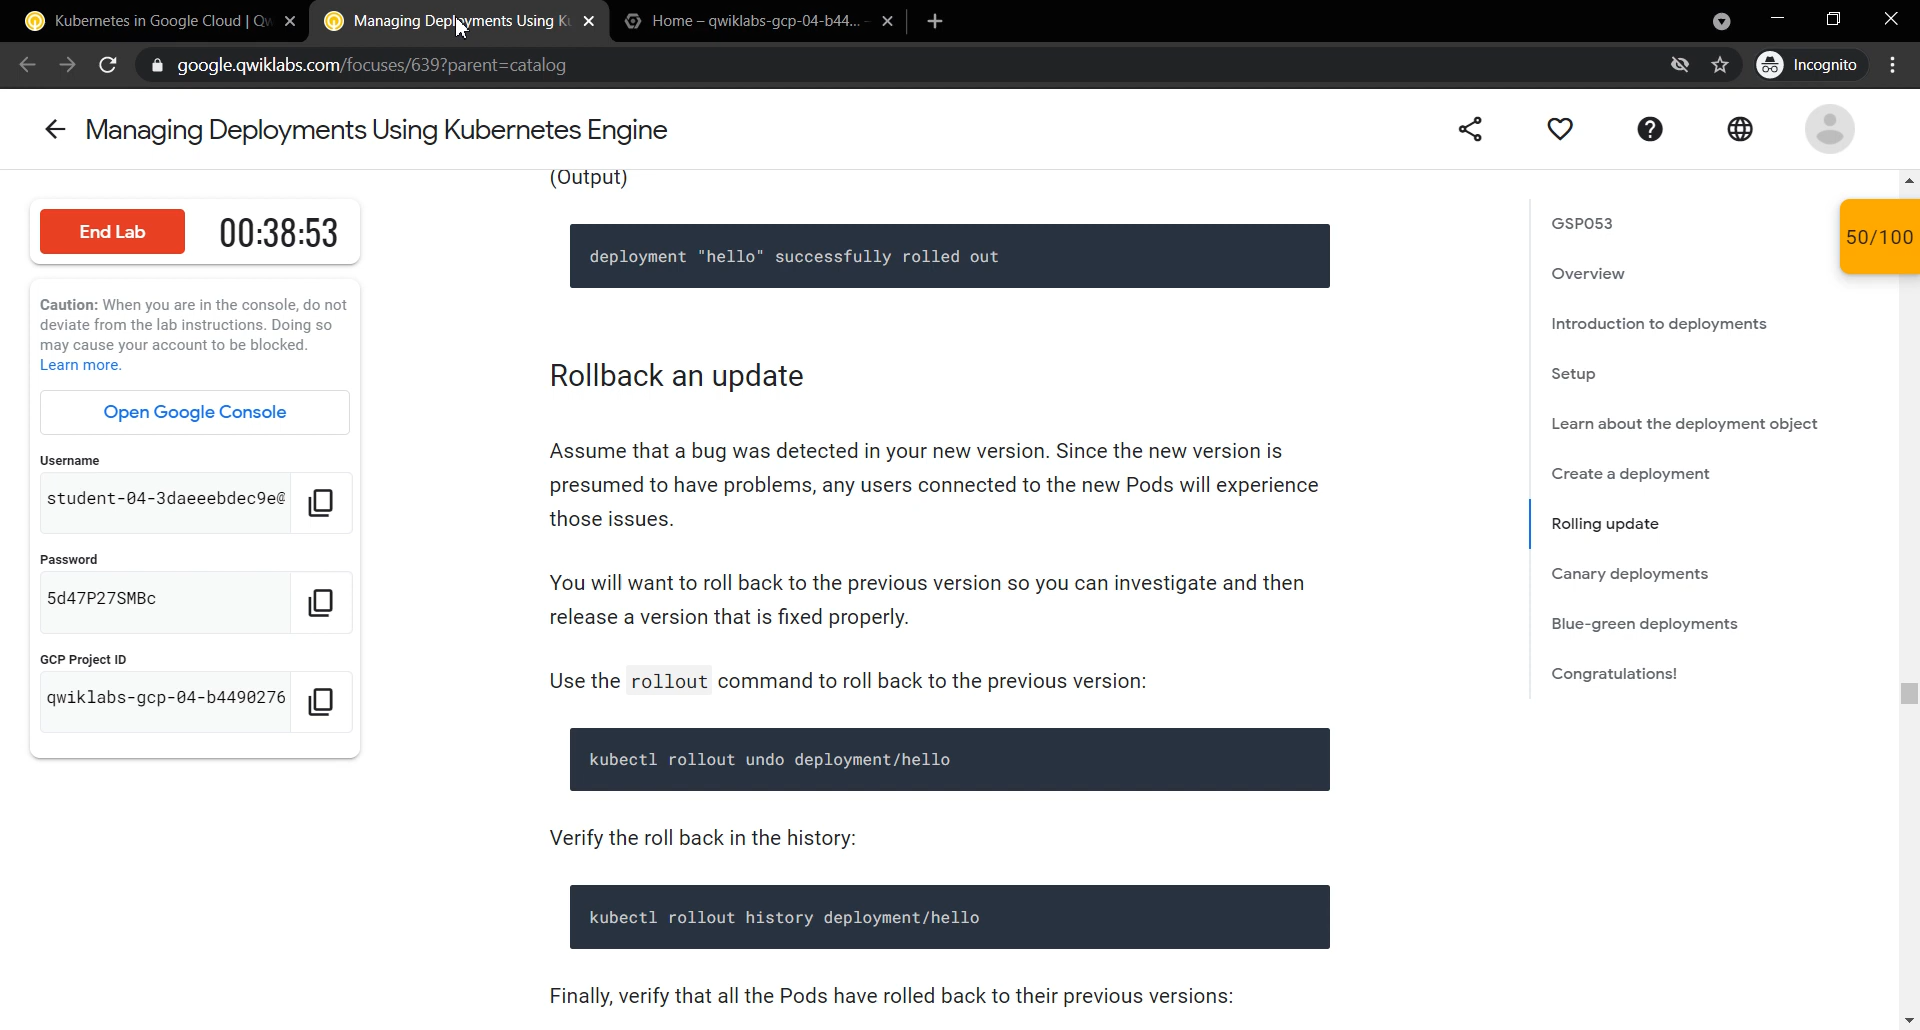 Kubernetes in Google Cloud | Qw
Managing Deployments Using Ku
Home – qwiklabs-gcp-04-b44...
google.qwiklabs.com/focuses/639?parent=catalog
Incognito
Managing Deployments Using Kubernetes Engine
End Lab
00:38:53
Caution: When you are in the console, do not
deviate from the lab instructions. Doing so
may cause your account to be blocked.
Learn more.
Open Google Console
Username
student-04-3daeeebdec9e@
Password
5d47P27SMBc
GCP Project ID
qwiklabs-gcp-04-b4490276
(Output)
deployment "hello" successfully rolled out
Rollback an update
Assume that a bug was detected in your new version. Since the new version is
presumed to have problems, any users connected to the new Pods will experience
those issues.
You will want to roll back to the previous version so you can investigate and then
release a version that is fixed properly.
Use the rollout command to roll back to the previous version:
kubectl rollout undo deployment/hello
Verify the roll back in the history:
kubectl rollout history deployment/hello
Finally, verify that all the Pods have rolled back to their previous versions:
GSP053
Overview
Introduction to deployments
Setup
Learn about the deployment object
Create a deployment
Rolling update
Canary deployments
Blue-green deployments
Congratulations!
50/100